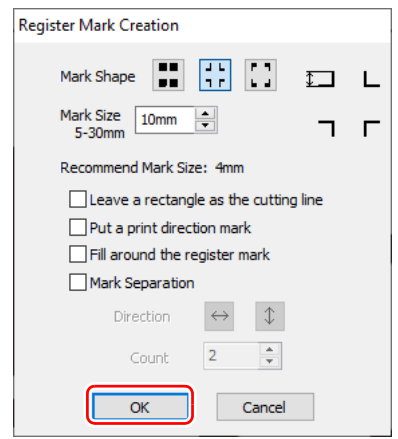 Register Mark Creation
Mark Shape
Mark Size
5-30mm
10mm
Recommend Mark Size: 4mm
Leave a rectangle as the cutting line
Put a print direction mark
Fill around the register mark
Mark Separation
Direction
Count
2
OK
Cancel